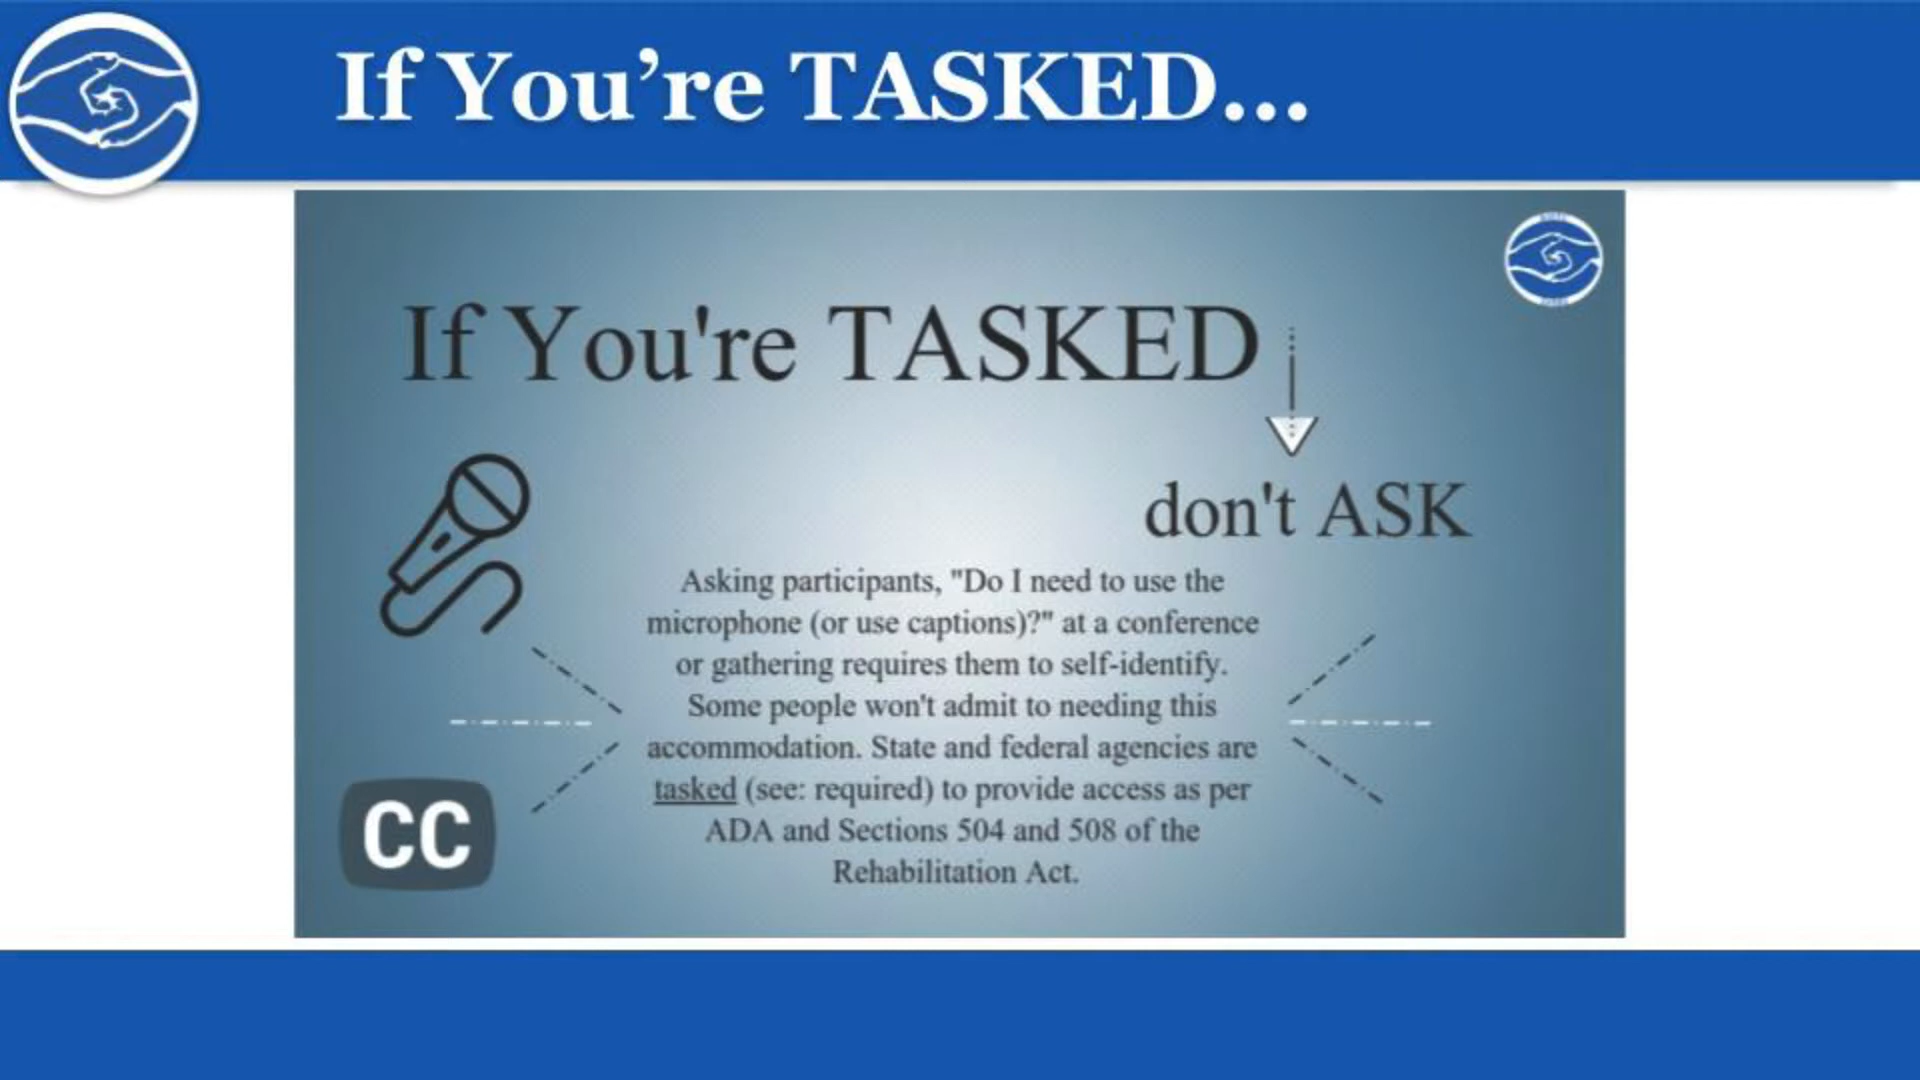 If You’re TASKED...
If You're TASKED
don't ASK
Asking participants, "Do I need to use the
microphone (or use captions)?" at a conference
or gathering requires them to self-identify.
Some people won't admit to needing this
accommodation. State and federal agencies are
tasked (see: required) to provide access as per
ADA and Sections 504 and 508 of the
Rehabilitation Act.
CC